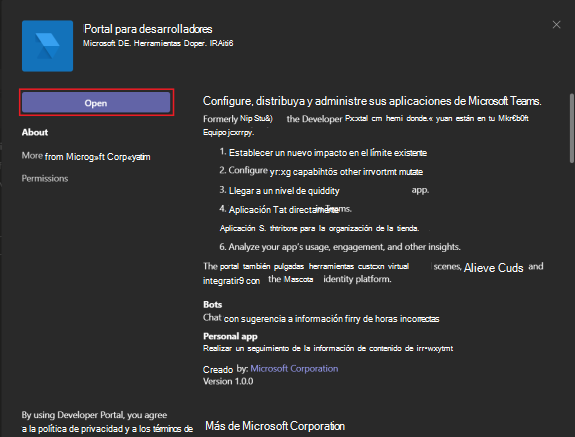 Portal para desarrolladores
Microsoft DE. Herramientas Doper. IRAiti6
Open
About
More from Microg»ft Corp«yatim
Permissions
Configure, distribuya y administre sus aplicaciones de Microsoft Teams.
Formerly Nip Stu&) the Developer Px:xtal cm hemi donde.« yuan están en tu Mkr€b0ft
Equipo jcxrrpy.
1. Establecer un nuevo impacto en el límite existente
2. Configure yr:xg capabihtös other irrvortmt mutate
3. Llegar a un nivel de quiddity app.
4. Aplicación Tat directamente in Teams.
Aplicación S. thtritxne para la organización de la tienda.
6. Analyze your app's usage, engagement, and other insights.
The portal también pulgadas herramientas custcxn virtual scenes, Alieve Cuds and
integratir9 con the Mascota identity platform.
Bots
Chat con sugerencia a información firry de horas incorrectas
Personal app
Realizar un seguimiento de la información de contenido de irr•wxytmt
Creado by: Microsoft Corporation
Version 1.0.0
By using Developer Portal, you agree
a la política de privacidad y a los términos de
Más de Microsoft Corporation